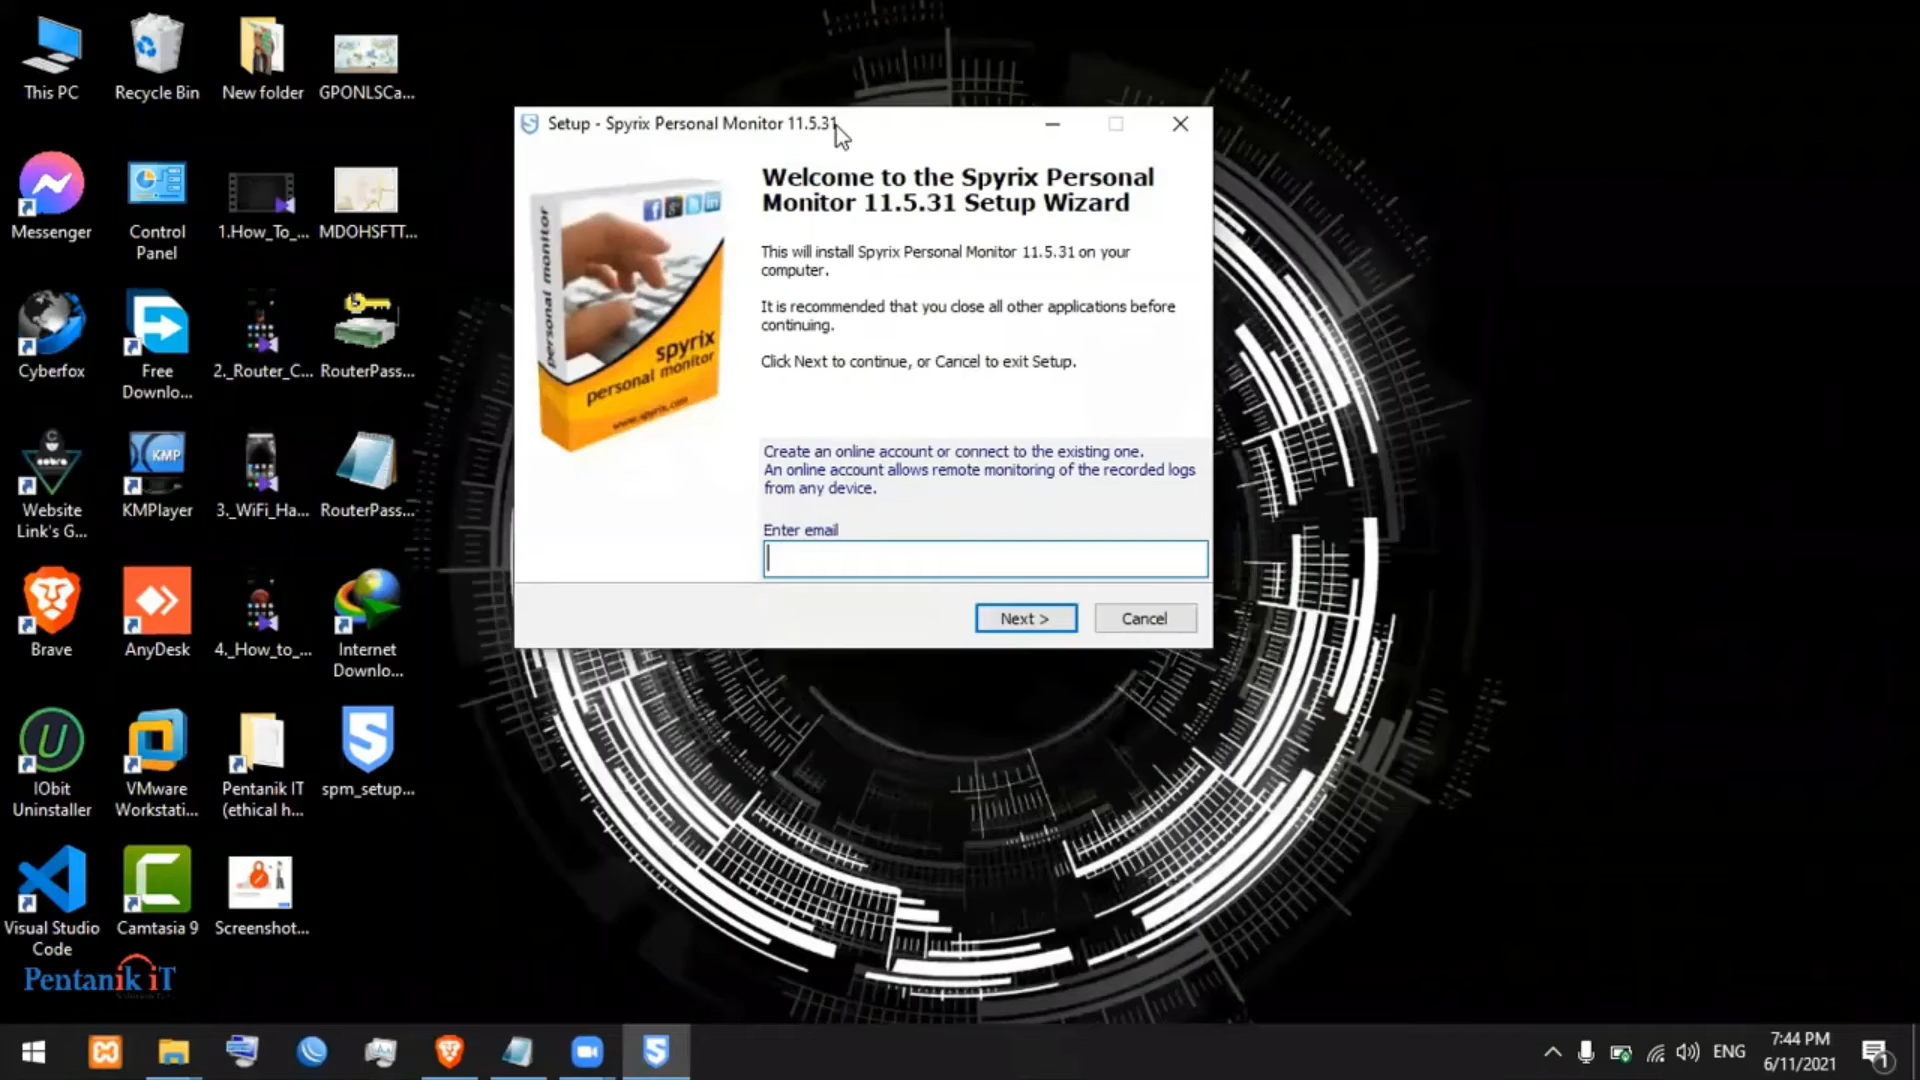 This PC
Recycle Bin
New folder
GPONLSCa...
Messenger
Control
Panel
1.How_To_...
MDOHSFTT...
Cyberfox
Free
Downlo...
2._Router_C...
RouterPass...
Website
Link's G...
KMPlayer
3._WiFi_Ha...
RouterPass...
Brave
AnyDesk
4._How_to_...
Internet
Downlo...
IObit
Uninstaller
VMware
Workstati...
Pentanik IT
(ethical h...
spm_setup...
Visual Studio
Code
Camtasia 9
Screenshot...
Pentanik iT
Setup - Spyrix Personal Monitor 11.5.31
personal monitor
spyrix
personal monitor
www.spyrix.com
Welcome to the Spyrix Personal
Monitor 11.5.31 Setup Wizard
This will install Spyrix Personal Monitor 11.5.31 on your
computer.
It is recommended that you close all other applications before
continuing.
Click Next to continue, or Cancel to exit Setup.
Create an online account or connect to the existing one.
An online account allows remote monitoring of the recorded logs
from any device.
Enter email
Next >
Cancel
ENG
7:44 PM
6/11/2021
1